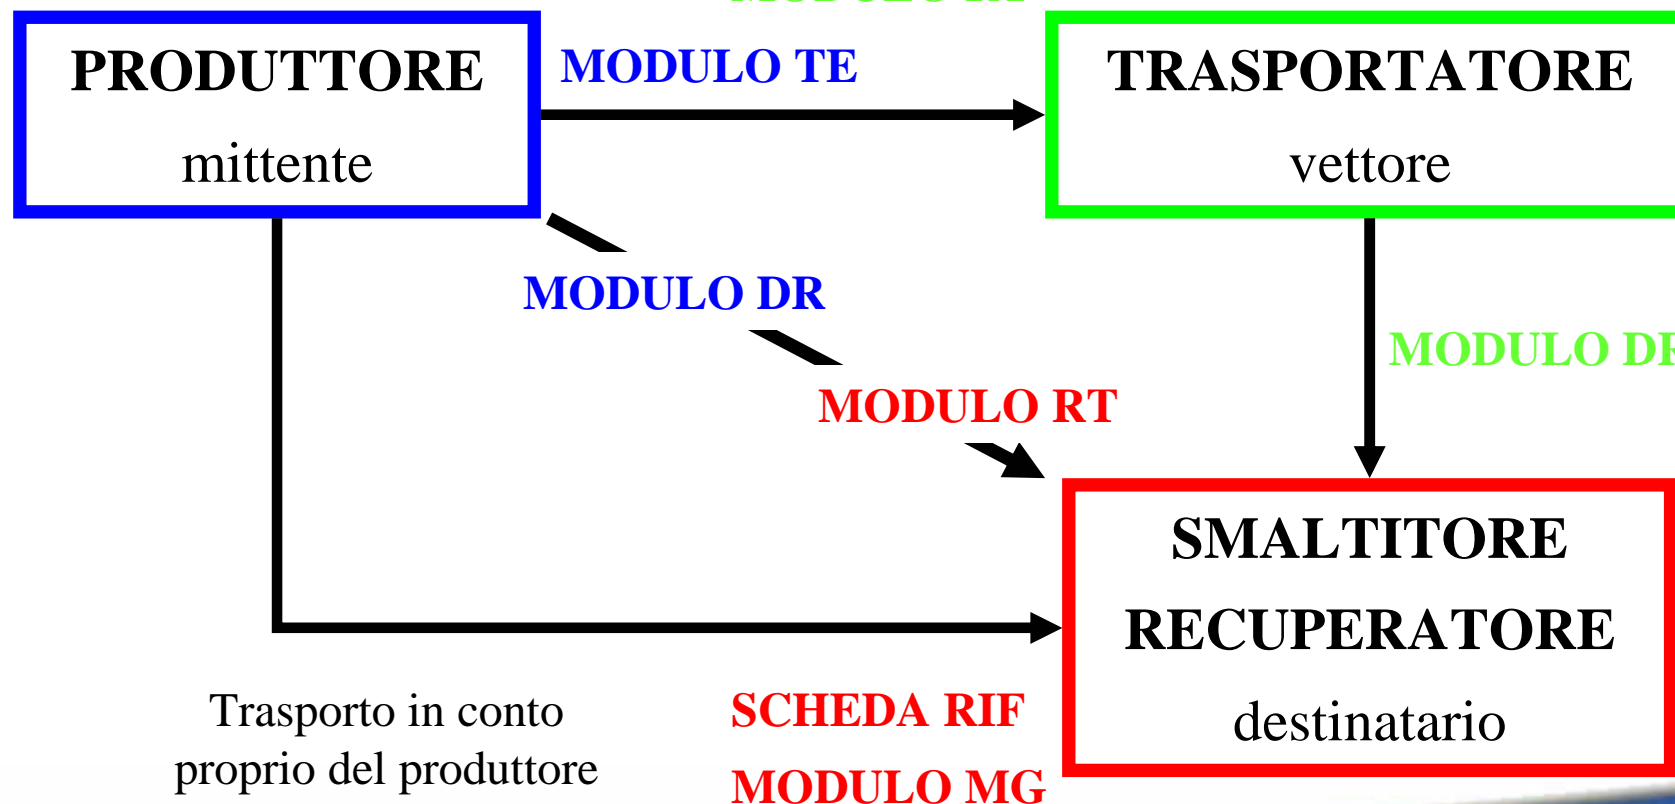 PRODUTTORE
mittente
MODULO TE
TRASPORTATORE
vettore
MODULO DR
MODULO
MODULO RT
SMALTITORE
RECUPERATORE
destinatario
Trasporto in conto
proprio del produttore
SCHEDA RIF
MODULO MG